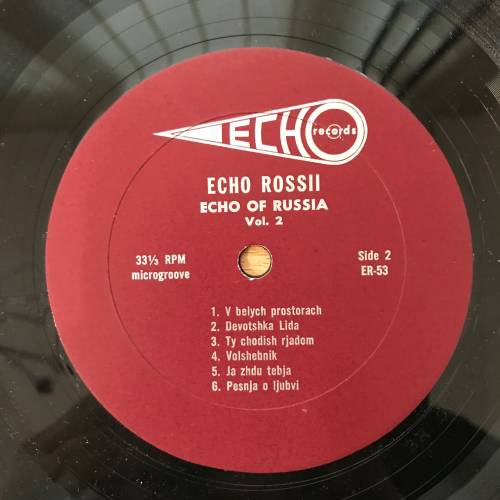 ECHO records
ECHO ROSSII
ECHO OF RUSSIA
Vol. 2
33⅓ RPM
microgroove
Side 2
ER-53
1. V belych prostorach
2. Devotshka Lida
3. Ty chodish rjadom
4. Volshebnik
5. Ja zhdu tebja
6. Pesnja o ljubvi